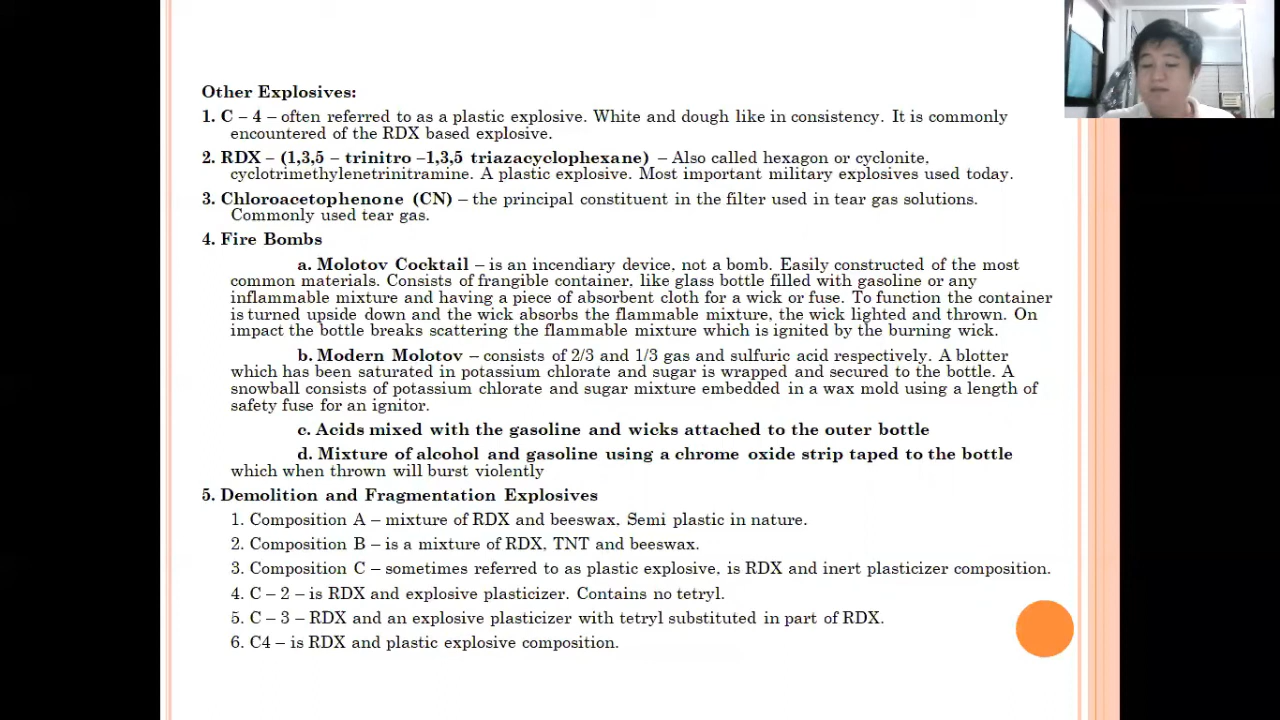 Other Explosives:
1. C – 4 – often referred to as a plastic explosive. White and dough like in consistency. It is commonly
encountered of the RDX based explosive.
2. RDX – (1,3,5 – trinitro –1,3,5 triazacyclophexane) – Also called hexagon or cyclonite,
cyclotrimethylenetrinitramine. A plastic explosive. Most important military explosives used today.
3. Chloroacetophenone (CN) – the principal constituent in the filter used in tear gas solutions.
Commonly used tear gas.
4. Fire Bombs
a. Molotov Cocktail – is an incendiary device, not a bomb. Easily constructed of the most
common materials. Consists of frangible container, like glass bottle filled with gasoline or any
inflammable mixture and having a piece of absorbent cloth for a wick or fuse. To function the container
is turned upside down and the wick absorbs the flammable mixture, the wick lighted and thrown. On
impact the bottle breaks scattering the flammable mixture which is ignited by the burning wick.
b. Modern Molotov – consists of 2/3 and 1/3 gas and sulfuric acid respectively. A blotter
which has been saturated in potassium chlorate and sugar is wrapped and secured to the bottle. A
snowball consists of potassium chlorate and sugar mixture embedded in a wax mold using a length of
safety fuse for an ignitor.
c. Acids mixed with the gasoline and wicks attached to the outer bottle
d. Mixture of alcohol and gasoline using a chrome oxide strip taped to the bottle
which when thrown will burst violently
5. Demolition and Fragmentation Explosives
1. Composition A – mixture of RDX and beeswax, Semi plastic in nature.
2. Composition B – is a mixture of RDX, TNT and beeswax.
3. Composition C – sometimes referred to as plastic explosive, is RDX and inert plasticizer composition.
4. C – 2 – is RDX and explosive plasticizer. Contains no tetryl.
5. C – 3 – RDX and an explosive plasticizer with tetryl substituted in part of RDX.
6. C4 – is RDX and plastic explosive composition.